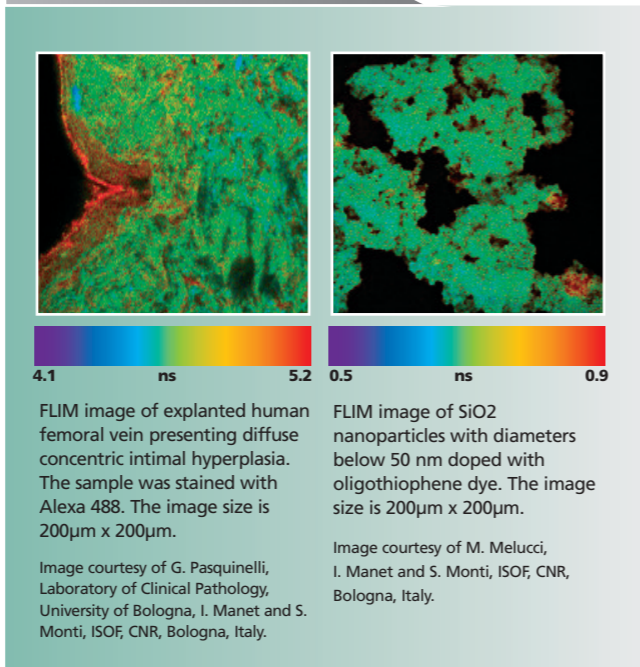 4.1 ns 5.2
FLIM image of explanted human
femoral vein presenting diffuse
concentric intimal hyperplasia.
The sample was stained with
Alexa 488. The image size is
200µm x 200µm.
Image courtesy of G. Pasquinelli,
Laboratory of Clinical Pathology,
University of Bologna, I. Manet and S.
Monti, ISOF, CNR, Bologna, Italy.
0.5 ns 0.9
FLIM image of SiO2
nanoparticles with diameters
below 50 nm doped with
oligothiophene dye. The image
size is 200µm x 200µm.
Image courtesy of M. Melucci,
I. Manet and S. Monti, ISOF, CNR,
Bologna, Italy.